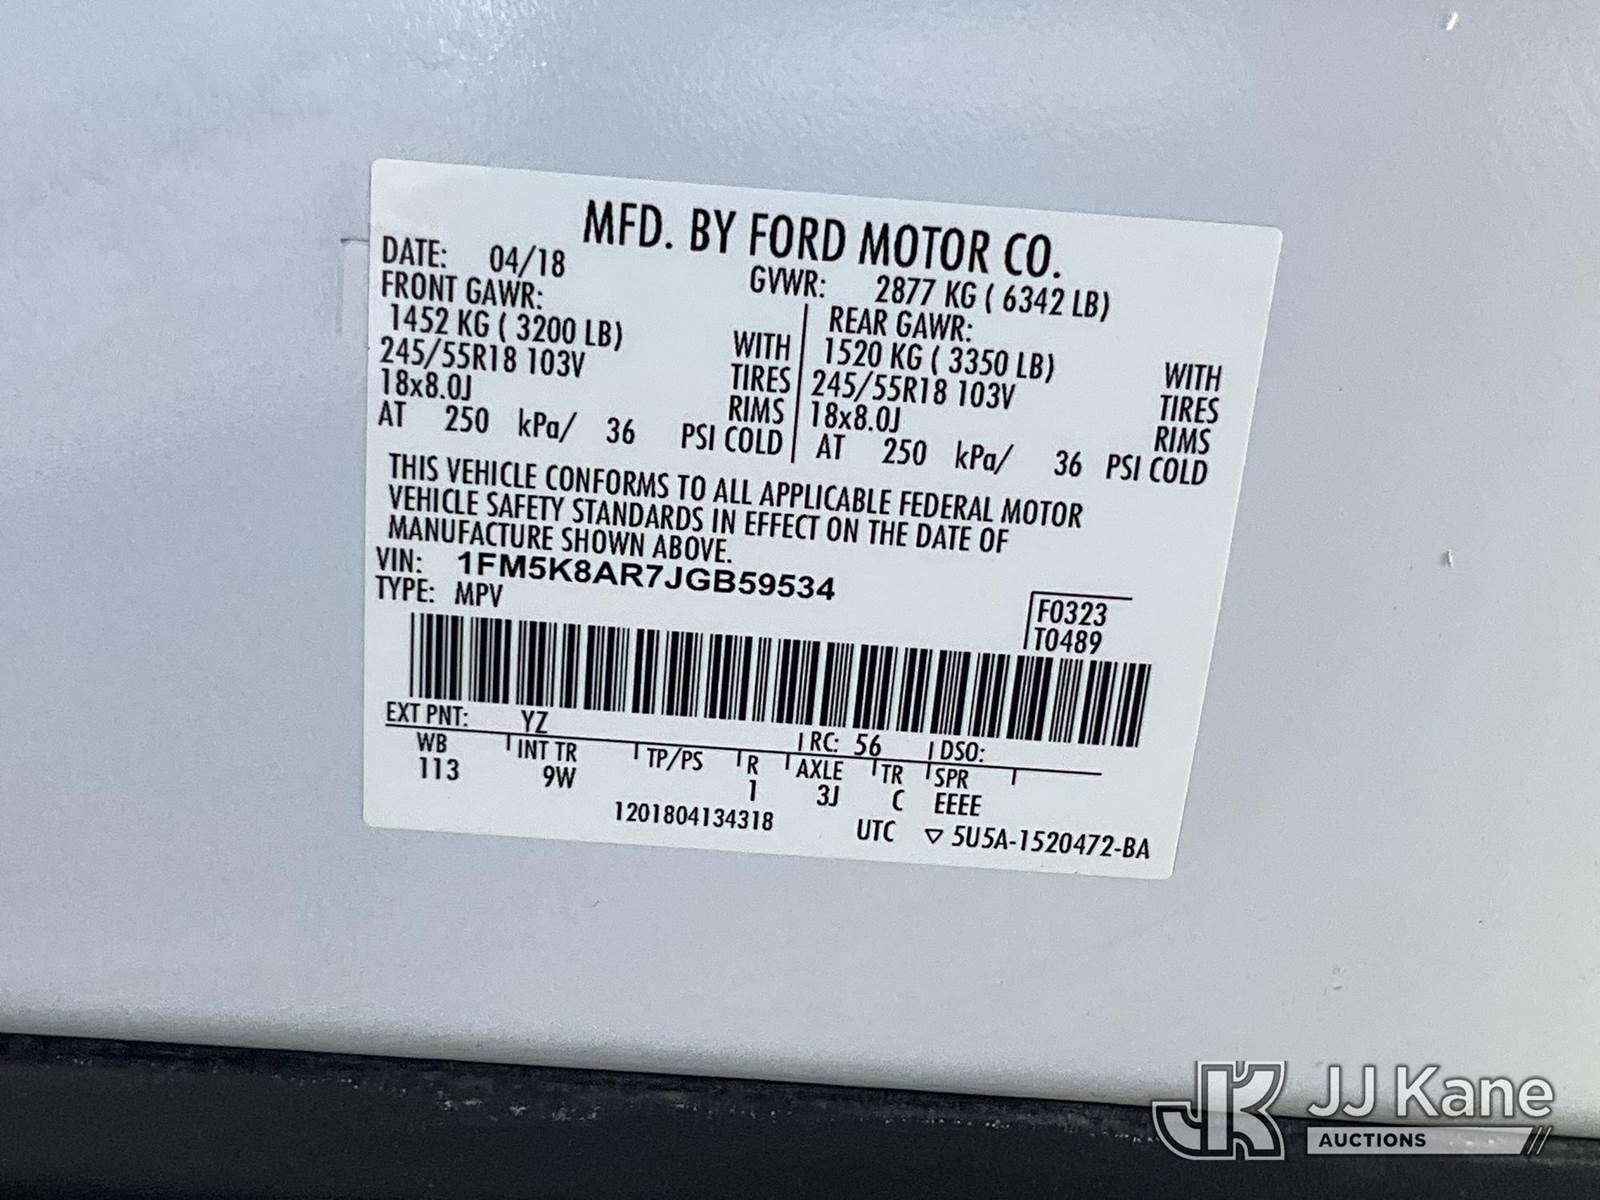 MFD. BY FORD MOTOR CO.
DATE: 04/18 GVWR: 2877 KG ( 6342 LB)
FRONT GAWR: REAR GAWR:
1452 KG ( 3200 LB) WITH 1520 KG ( 3350 LB) WITH
245/55R18 103V TIRES 245/55R18 103V TIRES
18x8.0J RIMS 18x8.0J RIMS
AT 250 kPa/ 36 PSI COLD AT 250 kPa/ 36 PSI COLD
THIS VEHICLE CONFORMS TO ALL APPLICABLE FEDERAL MOTOR
VEHICLE SAFETY STANDARDS IN EFFECT ON THE DATE OF
MANUFACTURE SHOWN ABOVE.
VIN: 1FM5K8AR7JGB59534
TYPE: MPV
F0323
T0489
EXT PNT: YZ RC: 56 DSO:
WB INT TR TP/PS R AXLE TR SPR
113 9W 1 3J C EEEE
1201804134318 UTC ▽ 5U5A-1520472-BA
JK JJ Kane
AUCTIONS